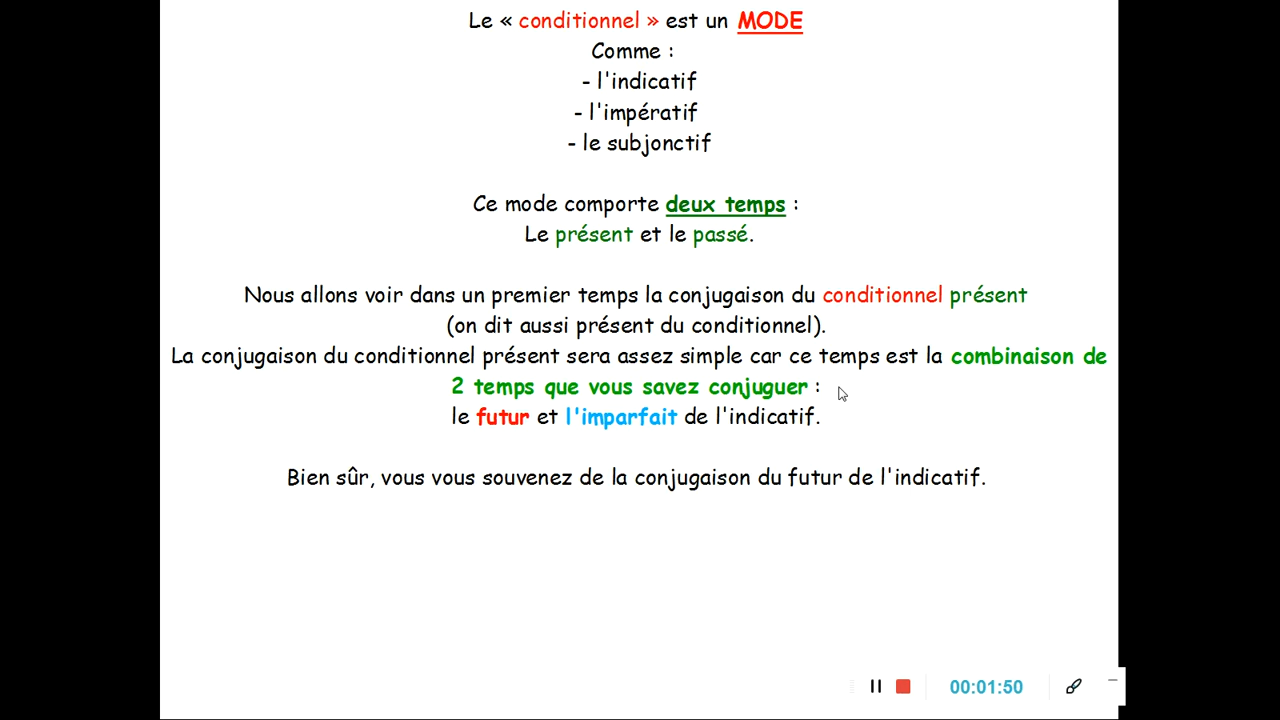 Le « conditionnel » est un MODE
Comme :
- l'indicatif
- l'impératif
- le subjonctif
Ce mode comporte deux temps :
Le présent et le passé.
Nous allons voir dans un premier temps la conjugaison du conditionnel présent
(on dit aussi présent du conditionnel).
La conjugaison du conditionnel présent sera assez simple car ce temps est la combinaison de
2 temps que vous savez conjuguer :
le futur et l'imparfait de l'indicatif.
Bien sûr, vous vous souvenez de la conjugaison du futur de l'indicatif.
00:01:50